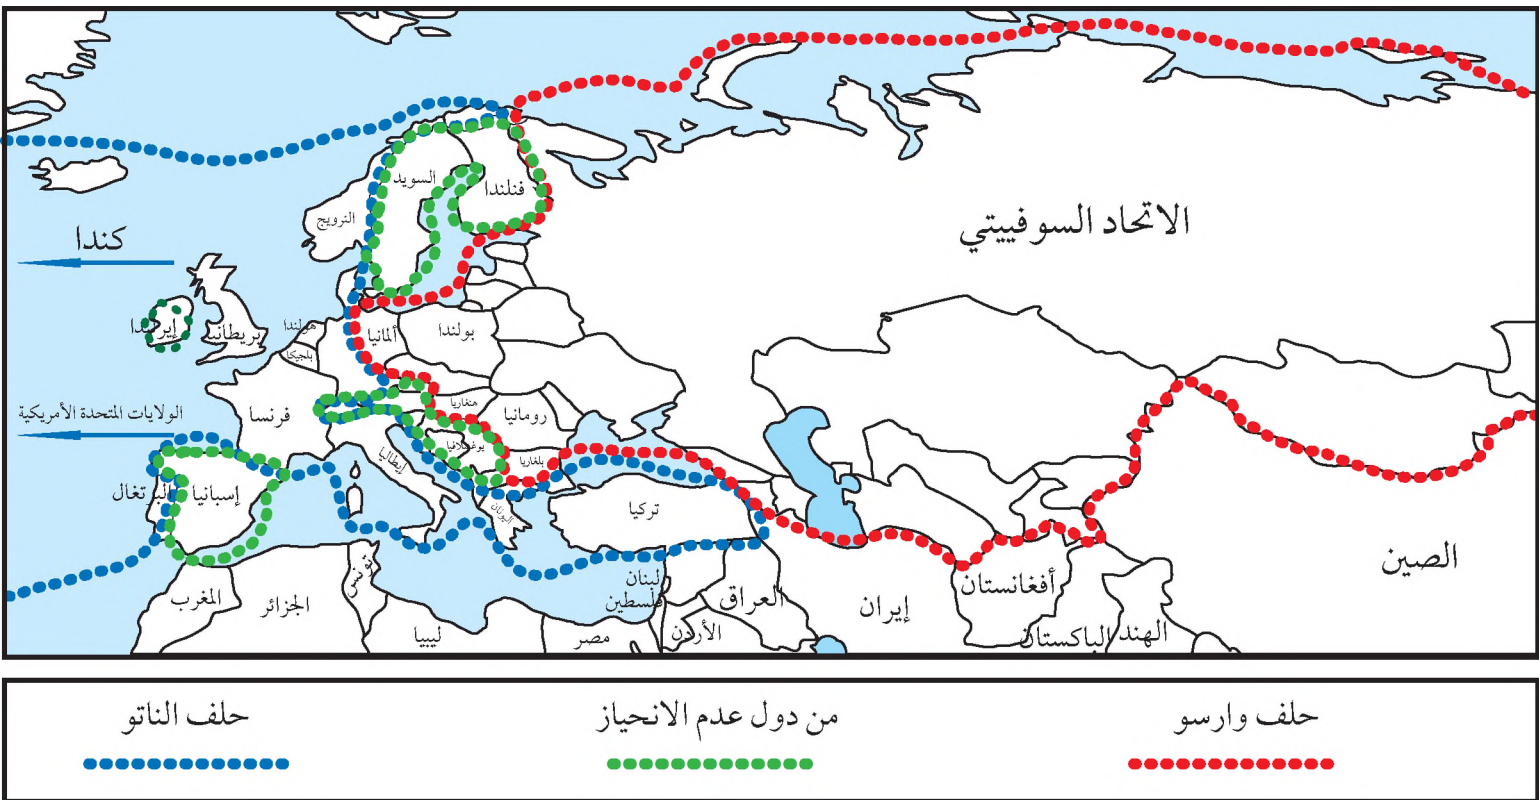 السويد
فنلندا
النرويج
الاتحاد السوفييتي
كندا
إيرلندا
بريطانيا
هولندا
بلجيكا
ألمانيا
بولندا
الولايات المتحدة الأمريكية
فرنسا
هنغاريا
رومانيا
يوغسلافيا
بلغاريا
إيطاليا
البرتغال
إسبانيا
اليونان
تركيا
الصين
المغرب
الجزائر
تونس
ليبيا
مصر
لبنان
فلسطين
الأردن
العراق
إيران
أفغانستان
الباكستان
الهند
حلف وارسو
من دول عدم الانحياز
حلف الناتو